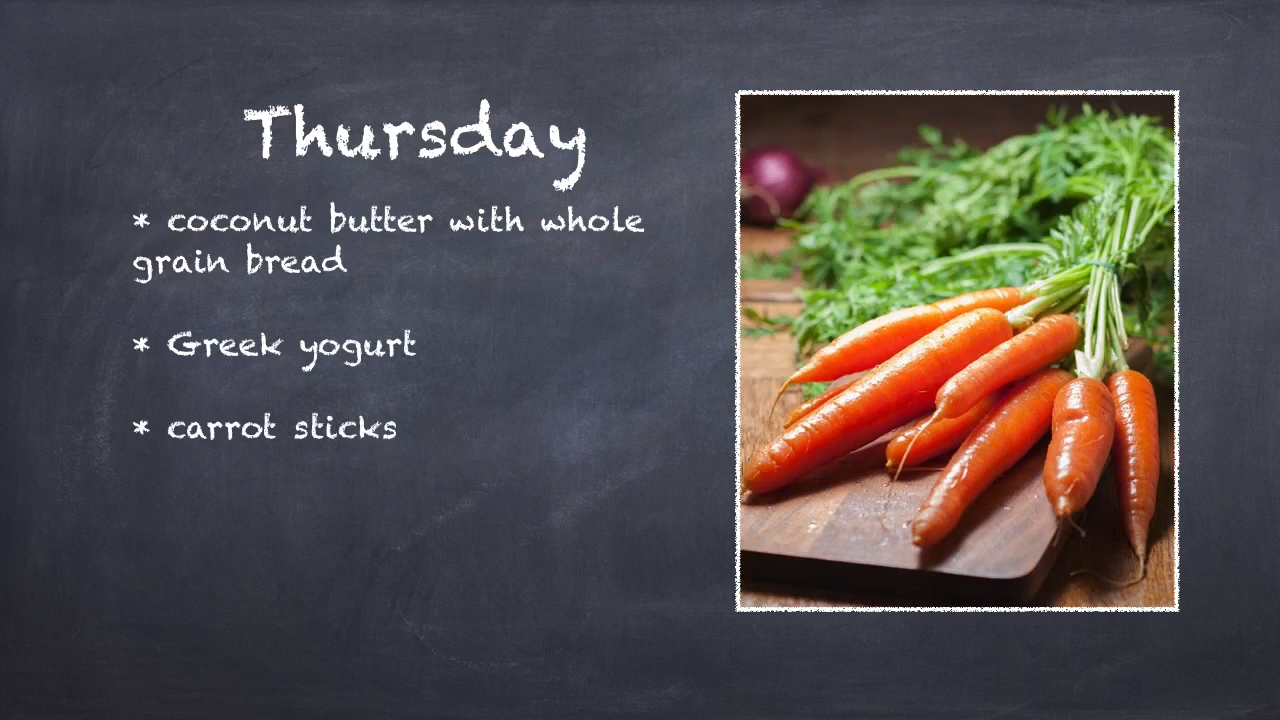 Thursday
* coconut butter with whole
grain bread
* Greek yogurt
* carrot sticks